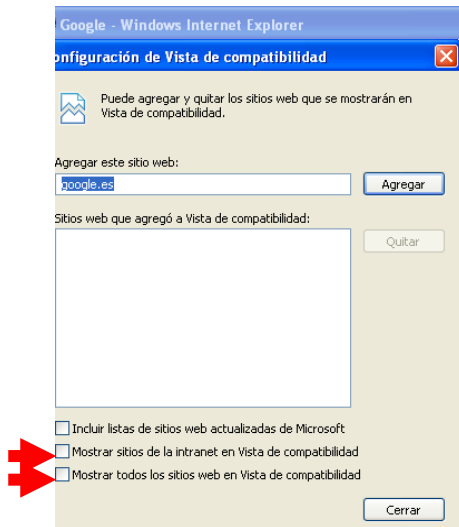 Google - Windows Internet Explorer
onfiguración de Vista de compatibilidad
Puede agregar y quitar los sitios web que se mostrarán en
Vista de compatibilidad.
Agregar este sitio web:
google.es
Agregar
Sitios web que agregó a Vista de compatibilidad:
Quitar
Incluir listas de sitios web actualizadas de Microsoft
Mostrar sitios de la intranet en Vista de compatibilidad
Mostrar todos los sitios web en Vista de compatibilidad
Cerrar